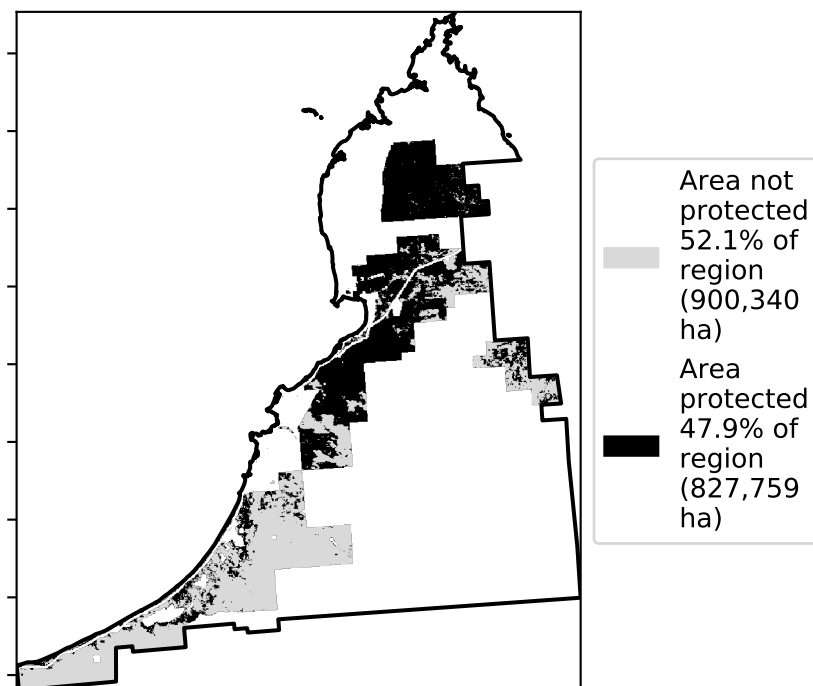 Area not
protected
52.1% of
region
(900,340
ha)
Area
protected
47.9% of
region
(827,759
ha)